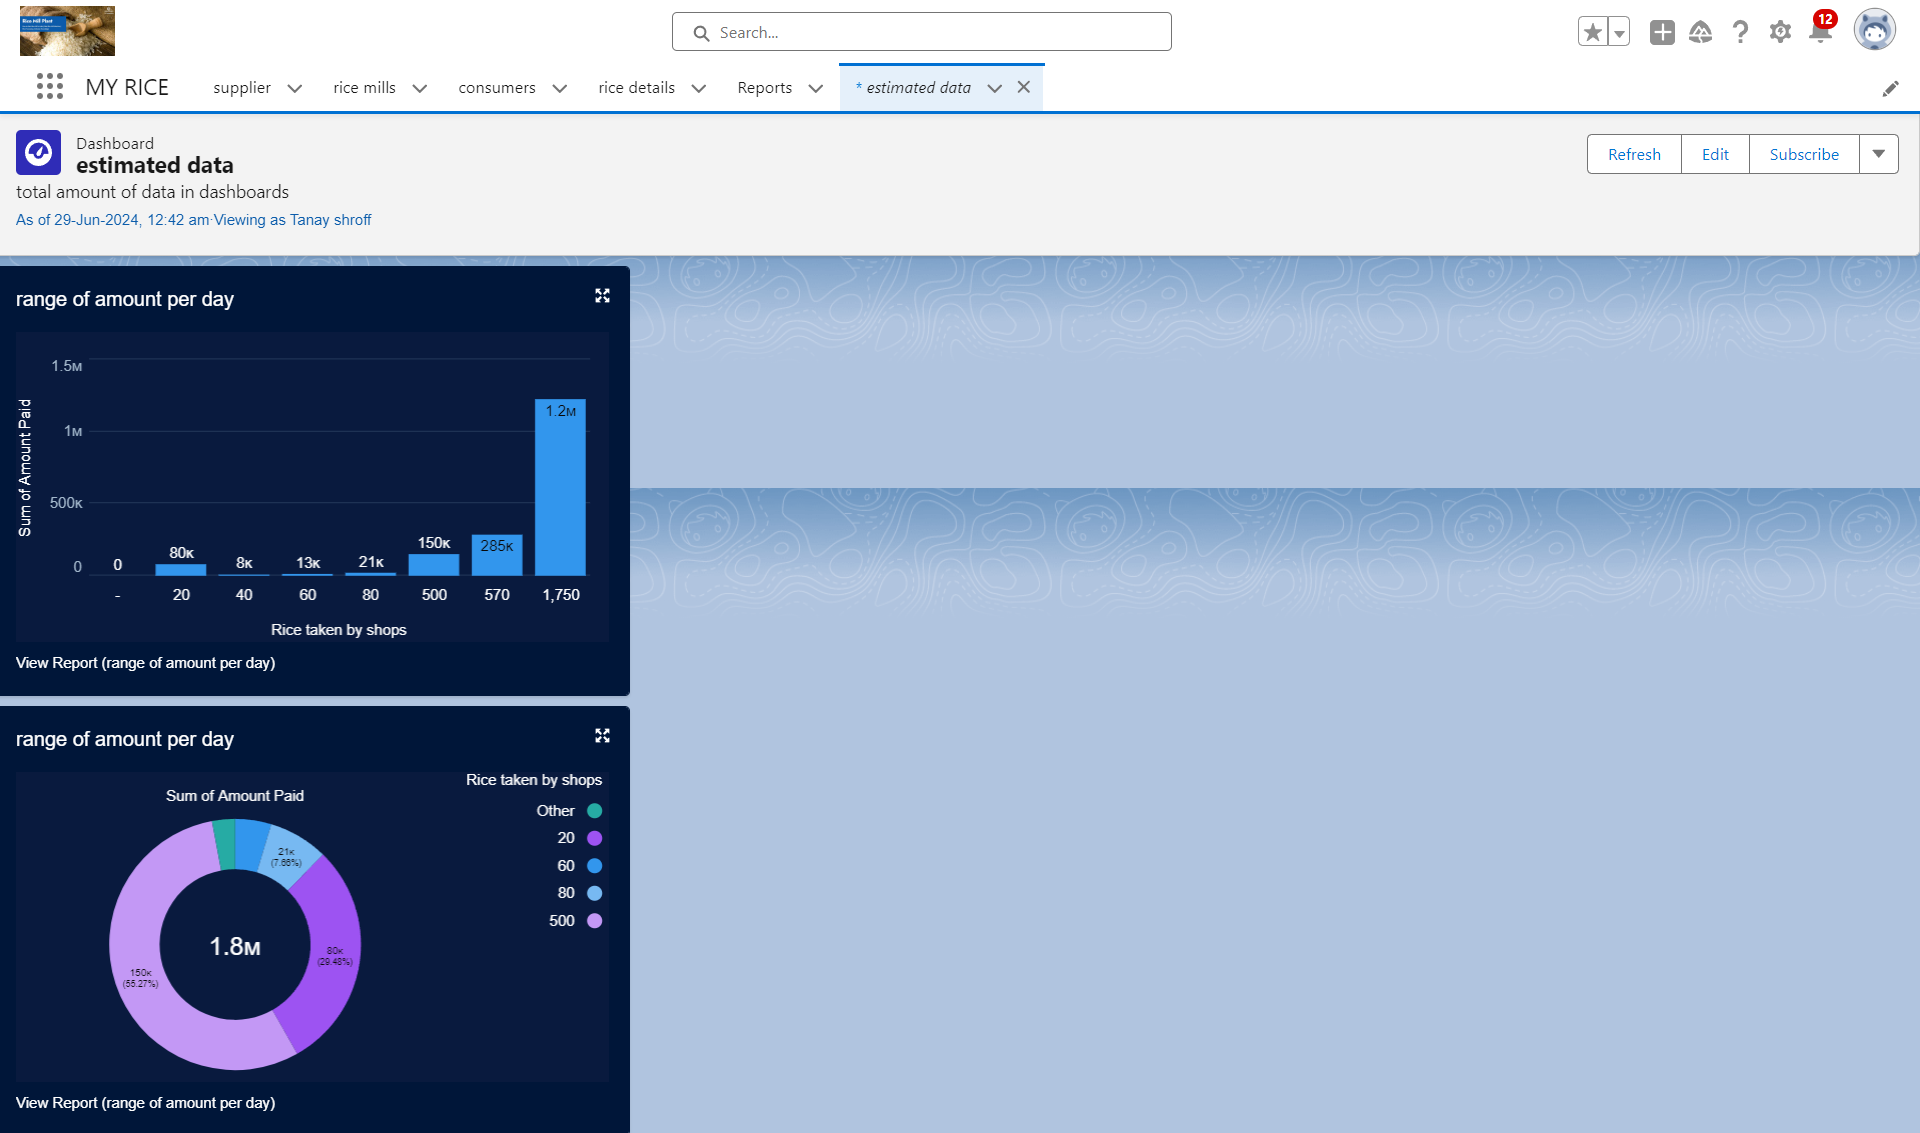 Rice Mill Plant
Search...
12
MY RICE
supplier
rice mills
consumers
rice details
Reports
* estimated data
Dashboard
estimated data
total amount of data in dashboards
As of 29-Jun-2024, 12:42 am·Viewing as Tanay shroff
Refresh
Edit
Subscribe
range of amount per day
Sum of Amount Paid
1.5M
1M
500K
0
0
80K
8K
13K
21K
150K
285K
1.2M
-
20
40
60
80
500
570
1,750
Rice taken by shops
View Report (range of amount per day)
range of amount per day
Rice taken by shops
Sum of Amount Paid
Other
20
60
80
500
21K
(7.66%)
80K
(29.48%)
150K
(55.27%)
1.8M
View Report (range of amount per day)